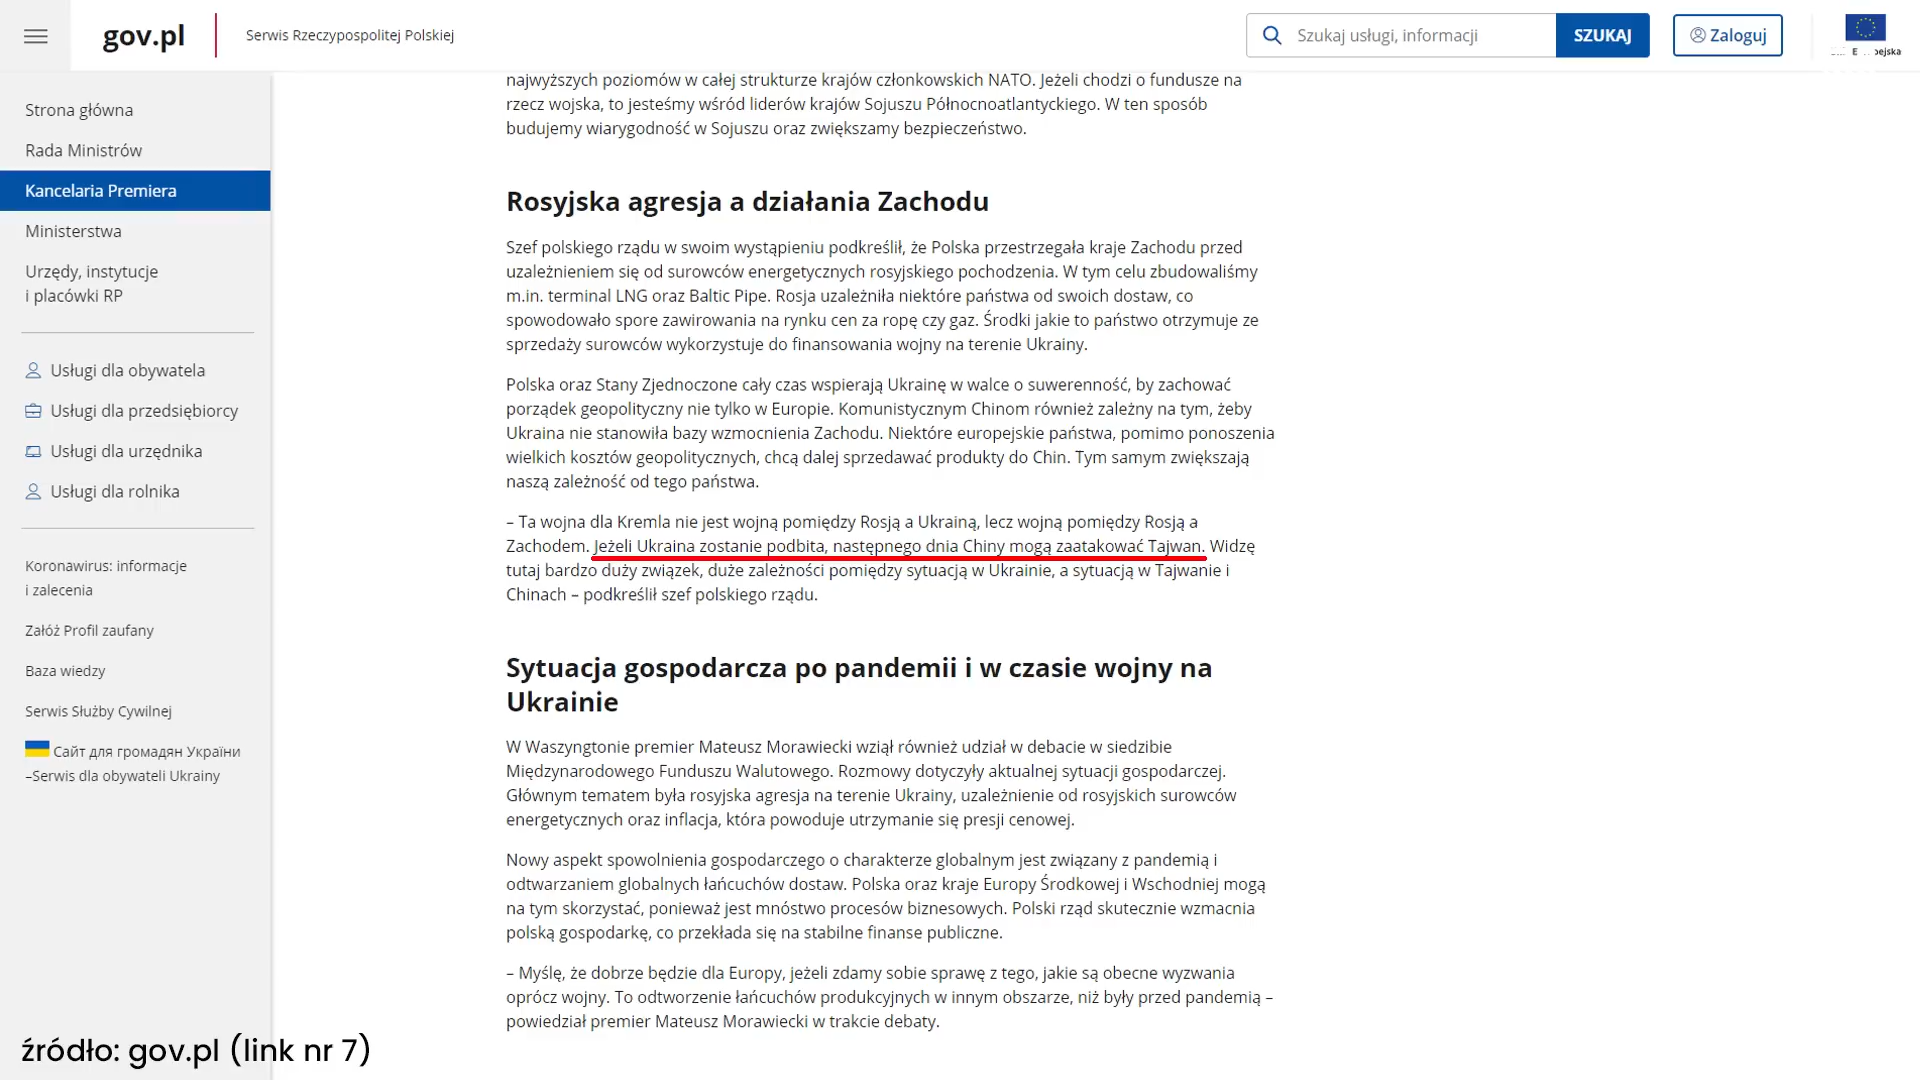 gov.pl
Serwis Rzeczypospolitej Polskiej
Szukaj usługi, informacji
SZUKAJ
Zaloguj
Strona główna
Rada Ministrów
Kancelaria Premiera
Ministerstwa
Urzędy, instytucje
i placówki RP
Usługi dla obywatela
Usługi dla przedsiębiorcy
Usługi dla urzędnika
Usługi dla rolnika
Koronawirus: informacje
i zalecenia
Załóż Profil zaufany
Baza wiedzy
Serwis Służby Cywilnej
Сайт для громадян України
–Serwis dla obywateli Ukrainy
najwyższych poziomów w całej strukturze krajów członkowskich NATO. Jeżeli chodzi o fundusze na
rzecz wojska, to jesteśmy wśród liderów krajów Sojuszu Północnoatlantyckiego. W ten sposób
budujemy wiarygodność w Sojuszu oraz zwiększamy bezpieczeństwo.
Rosyjska agresja a działania Zachodu
Szef polskiego rządu w swoim wystąpieniu podkreślił, że Polska przestrzegała kraje Zachodu przed
uzależnieniem się od surowców energetycznych rosyjskiego pochodzenia. W tym celu zbudowaliśmy
m.in. terminal LNG oraz Baltic Pipe. Rosja uzależniła niektóre państwa od swoich dostaw, co
spowodowało spore zawirowania na rynku cen za ropę czy gaz. Środki jakie to państwo otrzymuje ze
sprzedaży surowców wykorzystuje do finansowania wojny na terenie Ukrainy.
Polska oraz Stany Zjednoczone cały czas wspierają Ukrainę w walce o suwerenność, by zachować
porządek geopolityczny nie tylko w Europie. Komunistycznym Chinom również zależny na tym, żeby
Ukraina nie stanowiła bazy wzmocnienia Zachodu. Niektóre europejskie państwa, pomimo ponoszenia
wielkich kosztów geopolitycznych, chcą dalej sprzedawać produkty do Chin. Tym samym zwiększają
naszą zależność od tego państwa.
– Ta wojna dla Kremla nie jest wojną pomiędzy Rosją a Ukrainą, lecz wojną pomiędzy Rosją a
Zachodem. Jeżeli Ukraina zostanie podbita, następnego dnia Chiny mogą zaatakować Tajwan. Widzę
tutaj bardzo duży związek, duże zależności pomiędzy sytuacją w Ukrainie, a sytuacją w Tajwanie i
Chinach – podkreślił szef polskiego rządu.
Sytuacja gospodarcza po pandemii i w czasie wojny na
Ukrainie
W Waszyngtonie premier Mateusz Morawiecki wziął również udział w debacie w siedzibie
Międzynarodowego Funduszu Walutowego. Rozmowy dotyczyły aktualnej sytuacji gospodarczej.
Głównym tematem była rosyjska agresja na terenie Ukrainy, uzależnienie od rosyjskich surowców
energetycznych oraz inflacja, która powoduje utrzymanie się presji cenowej.
Nowy aspekt spowolnienia gospodarczego o charakterze globalnym jest związany z pandemią i
odtwarzaniem globalnych łańcuchów dostaw. Polska oraz kraje Europy Środkowej i Wschodniej mogą
na tym skorzystać, ponieważ jest mnóstwo procesów biznesowych. Polski rząd skutecznie wzmacnia
polską gospodarkę, co przekłada się na stabilne finanse publiczne.
– Myślę, że dobrze będzie dla Europy, jeżeli zdamy sobie sprawę z tego, jakie są obecne wyzwania
oprócz wojny. To odtworzenie łańcuchów produkcyjnych w innym obszarze, niż były przed pandemią –
powiedział premier Mateusz Morawiecki w trakcie debaty.
źródło: gov.pl (link nr 7)